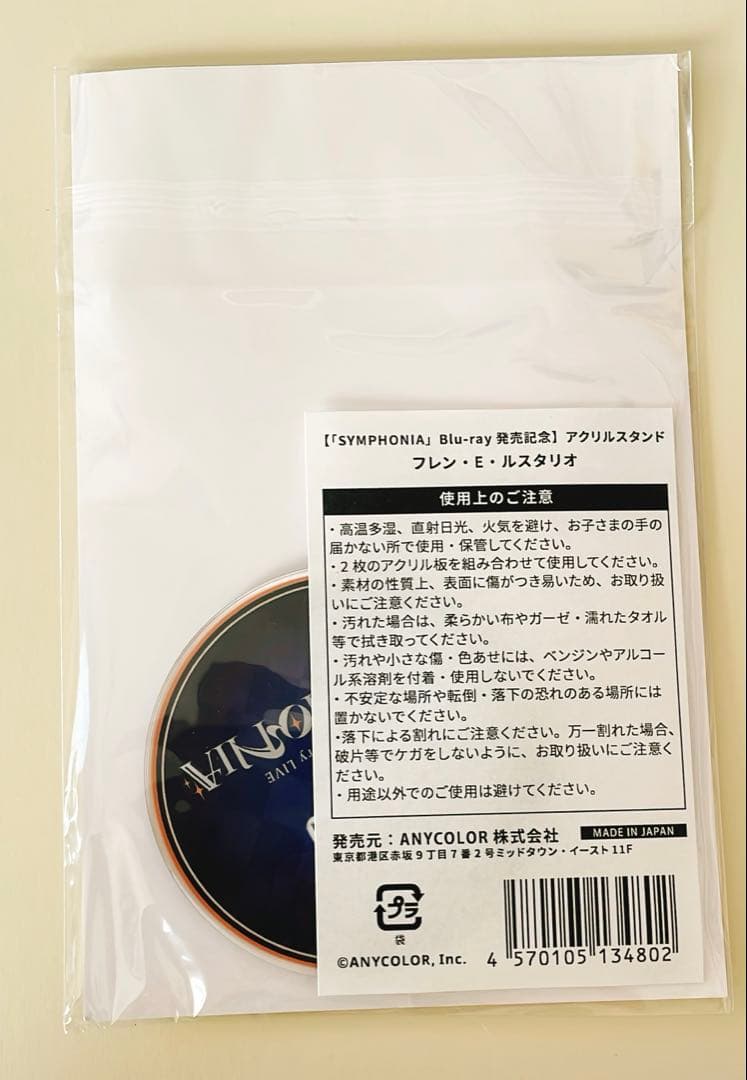 【「SYMPHONIA」Blu-ray 発売記念】アクリルスタンド
フレン・E・ルスタリオ
使用上のご注意
・高温多湿、直射日光、火気を避け、お子さまの手の
届かない所で使用・保管してください。
・2枚のアクリル板を組み合わせて使用してください。
・素材の性質上、表面に傷がつき易いため、お取り扱
いにご注意ください。
・汚れた場合は、柔らかい布やガーゼ・濡れたタオル
等で拭き取ってください。
・汚れや小さな傷・色あせには、ベンジンやアルコー
ル系溶剤を付着・使用しないでください。
・不安定な場所や転倒・落下の恐れのある場所には
置かないでください。
・落下による割れにご注意ください。万一割れた場合、
破片等でケガをしないように、お取り扱いにご注意く
ださい。
・用途以外でのご使用は避けてください。
発売元：ANYCOLOR 株式会社
MADE IN JAPAN
東京都港区赤坂9丁目7番2号ミッドタウン・イースト 11F
プラ
袋
©ANYCOLOR, Inc.
4 570105 134802
ONIA
ry LIVE